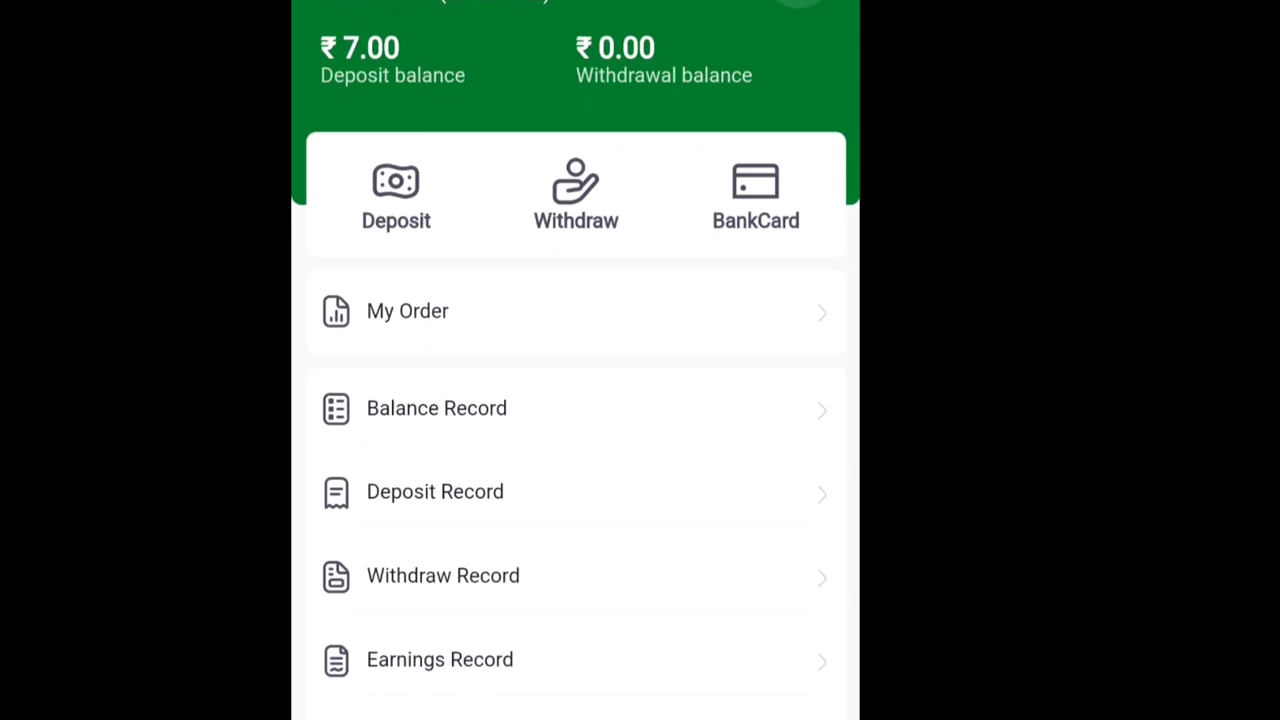 ₹ 7.00
₹ 0.00
Deposit balance
Withdrawal balance
Deposit
Withdraw
BankCard
My Order
Balance Record
Deposit Record
Withdraw Record
Earnings Record